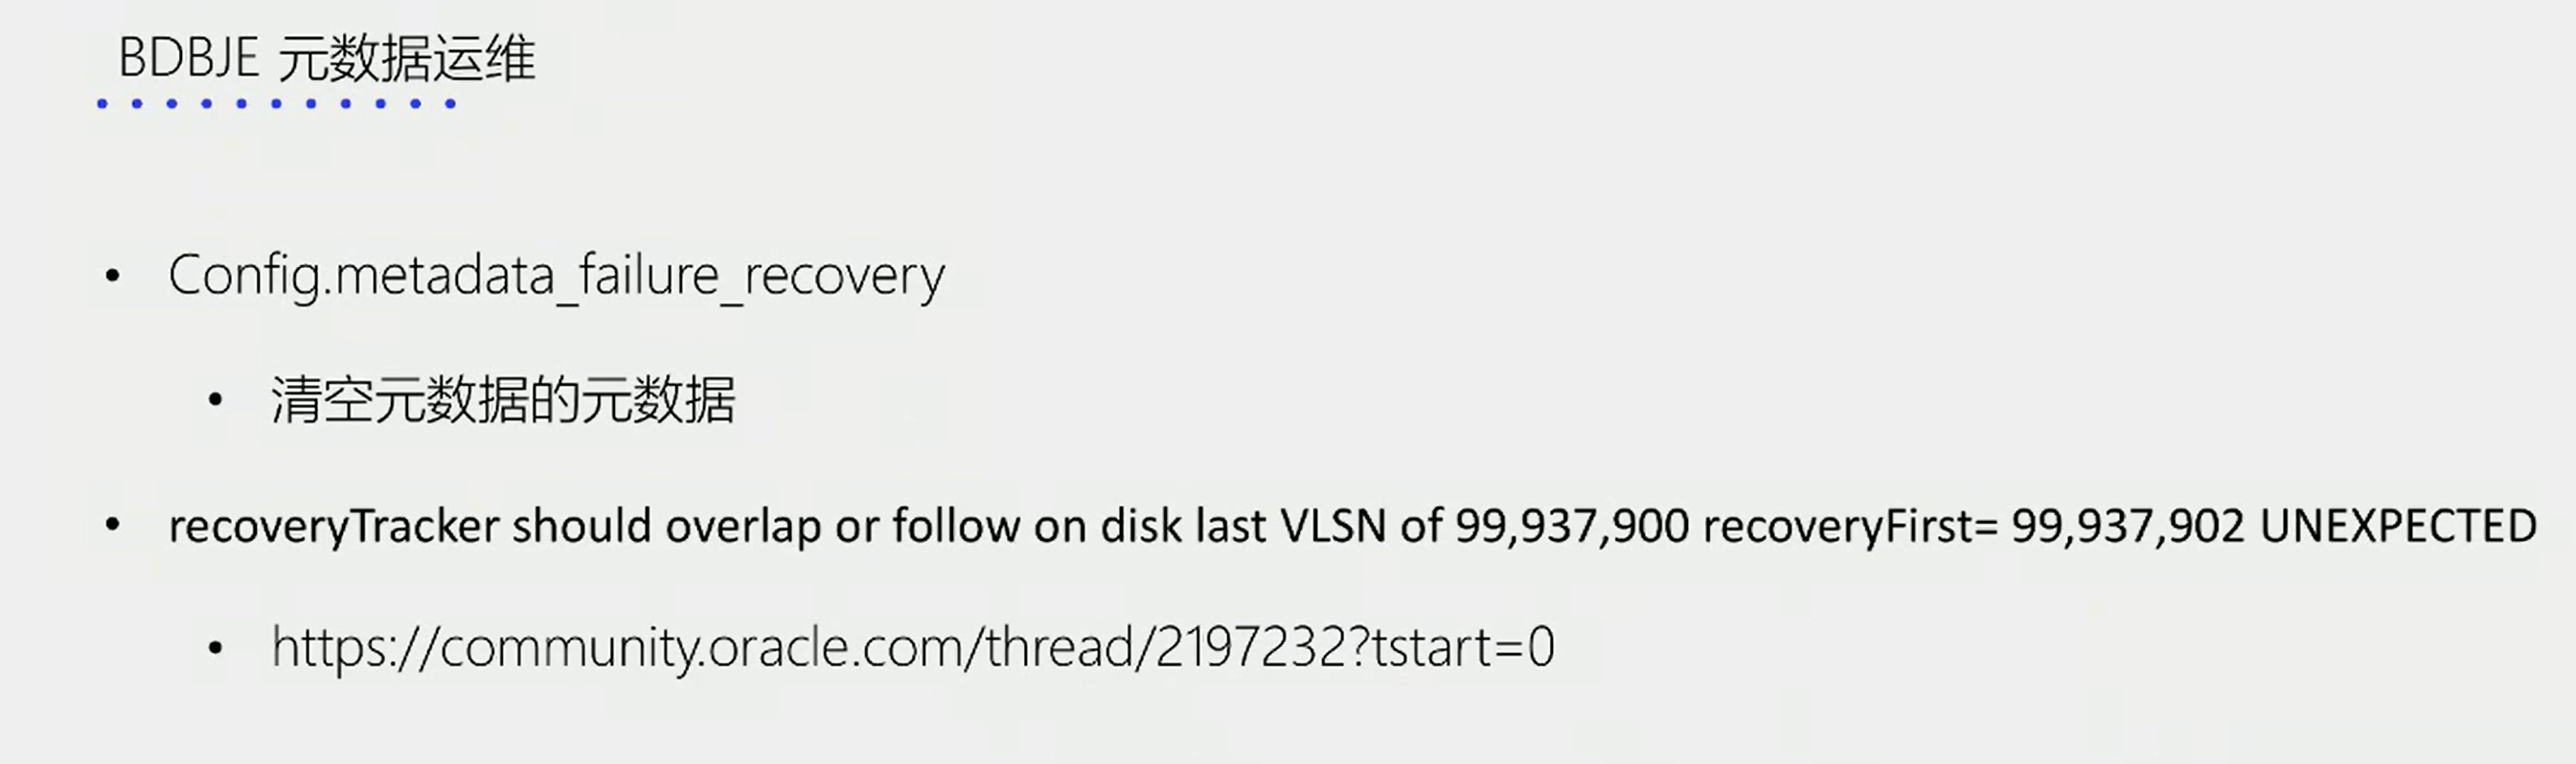 BDBJE 元数据运维
• Config.metadata_failure_recovery
• 清空元数据的元数据
• recoveryTracker should overlap or follow on disk last VLSN of 99,937,900 recoveryFirst= 99,937,902 UNEXPECTED
• https://community.oracle.com/thread/2197232?tstart=0